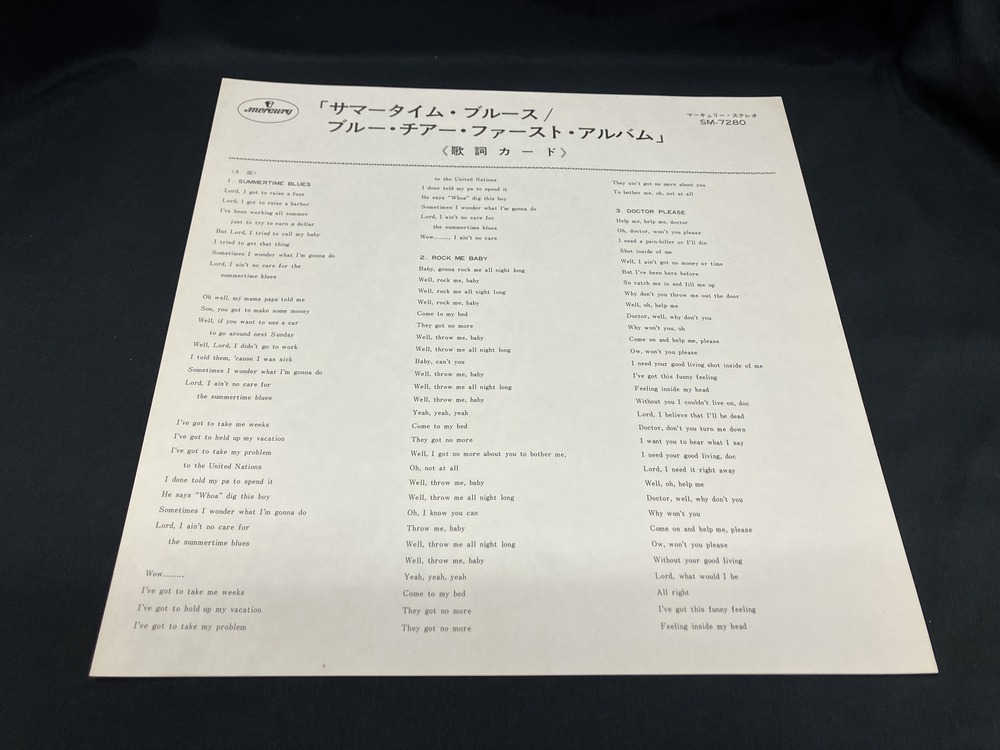 mercury
「サマータイム・ブルース/
ブルー・チアー・ファースト・アルバム」
《歌詞カード》
マーキュリー・ステレオ
SM-7280
〈A 面〉
1. SUMMERTIME BLUES
Lord, I got to raise a fuss
Lord, I got to raise a harbor
I've been working all summer
just to try to earn a dollar
But Lord, I tried to call my baby
I tried to get that thing
Sometimes I wonder what I'm gonna do
Lord, I ain't no care for the
summertime blues
Oh well, my mama papa told me
Son, you got to make some money
Well, if you want to use a car
to go around next Sunday
Well, Lord, I didn't go to work
I told them, 'cause I was sick
Sometimes I wonder what I'm gonna do
Lord, I ain't no care for
the summertime blues
I've got to take me weeks
I've got to held up my vacation
I've got to take my problem
to the United Nations
I done told my pa to spend it
He says "Whoa" dig this boy
Sometimes I wonder what I'm gonna do
Lord, I ain't no care for
the summertime blues
Wow........
I've got to take me weeks
I've got to hold up my vacation
I've got to take my problem
to the United Nations
I done told my pa to spend it
He says "Whoa" dig this boy
Sometimes I wonder what I'm gonna do
Lord, I ain't no care for
the summertime blues
Wow......., I ain't no care
2. ROCK ME BABY
Baby, gonna rock me all night long
Well, rock me, baby
Well, rock me all night long
Well, rock me, baby
Come to my bed
They got no more
Well, throw me, baby
Well, throw me all night long
Baby, can't you
Well, throw me, baby
Well, throw me all night long
Well, throw me, baby
Yeah, yeah, yeah
Come to my bed
They got no more
Well, I got no more about you to bother me,
Oh, not at all
Well, throw me, baby
Well, throw me all night long
Oh, I know you can
Throw me, baby
Well, throw me all night long
Well, throw me, baby
Yeah, yeah, yeah
Come to my bed
They got no more
They got no more
They ain't got no more about you
To bother me, oh, not at all
3. DOCTOR PLEASE
Help me, help me, doctor
Oh, doctor, won't you please
I need a pain-killer or I'll die
Shot inside of me
Well, I ain't got no money or time
But I've been here before
So catch me in and fill me up
Why don't you throw me out the door
Well, oh, help me
Doctor, well, why don't you
Why won't you, oh
Come on and help me, please
Ow, won't you please
I need your good living shot inside of me
I've got this funny feeling
Feeling inside my head
Without you I couldn't live on, doc
Lord, I believe that I'll be dead
Doctor, don't you turn me down
I want you to hear what I say
I need your good living, doc
Lord, I need it right away
Well, oh, help me
Doctor, well, why don't you
Why won't you
Come on and help me, please
Ow, won't you please
Without your good living
Lord, what would I be
All right
I've got this funny feeling
Feeling inside my head